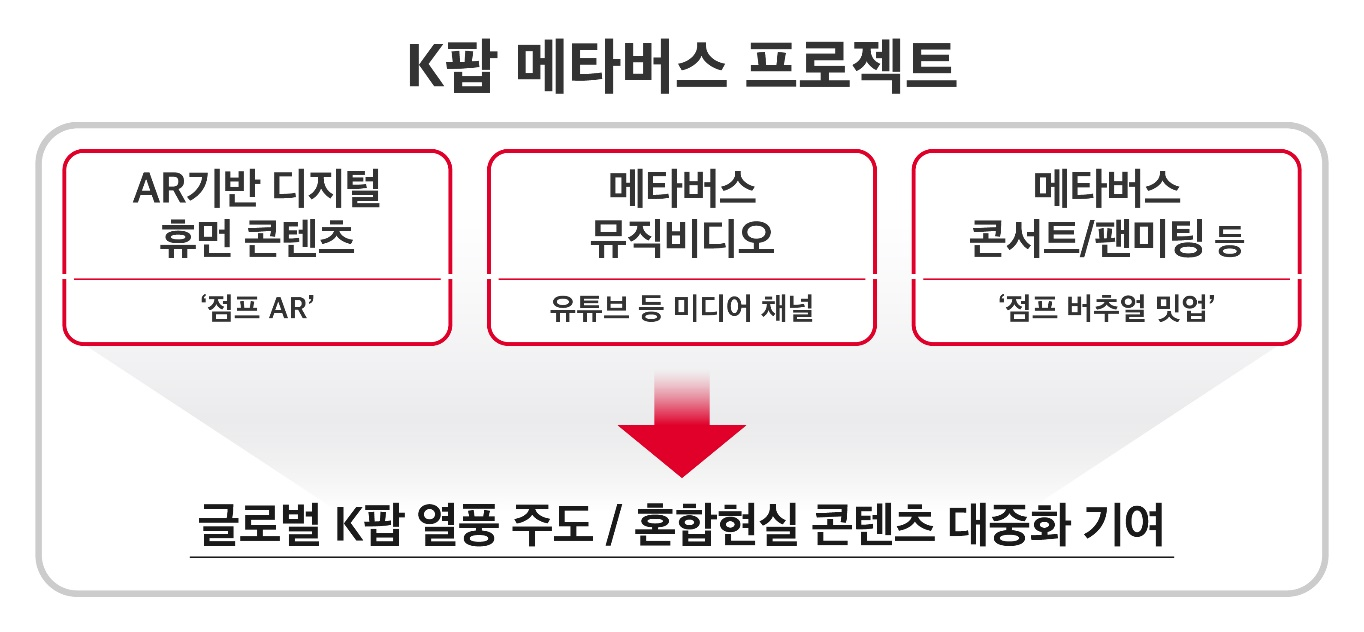 K팝 메타버스 프로젝트
AR기반 디지털
휴먼 콘텐츠
‘점프 AR’
메타버스
뮤직비디오
유튜브 등 미디어 채널
메타버스
콘서트/팬미팅 등
‘점프 버추얼 밋업’
글로벌 K팝 열풍 주도 / 혼합현실 콘텐츠 대중화 기여